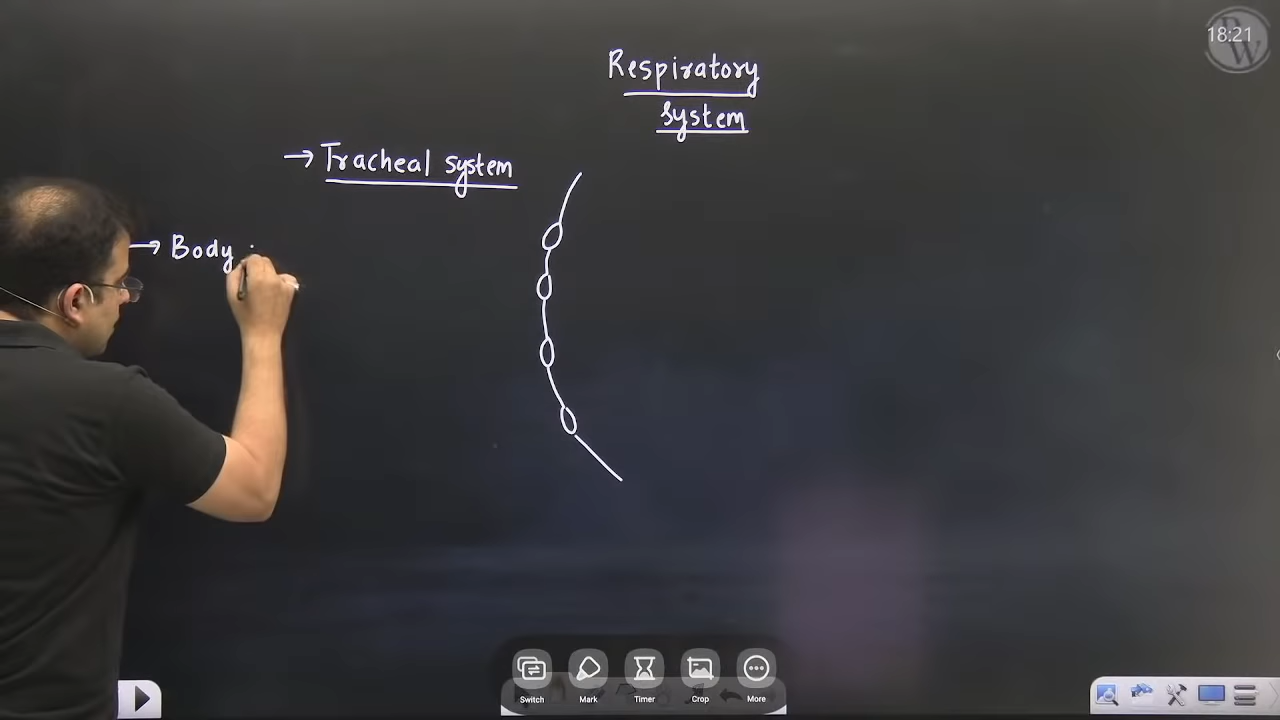 18:21
Respiratory
System
→ Tracheal system
→ Body
Switch Mark Timer Crop More